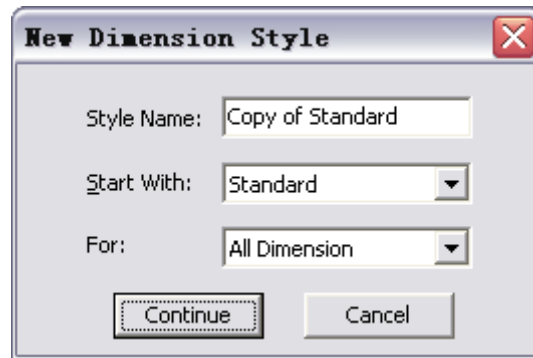 New Dimension Style
Style Name: Copy of Standard
Start With: Standard
For: All Dimension
Continue Cancel